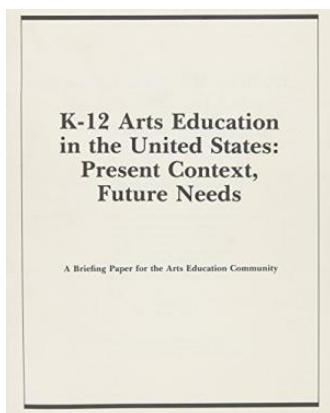 K-12 Arts Education
in the United States:
Present Context,
Future Needs
A Briefing Paper for the Arts Education Community